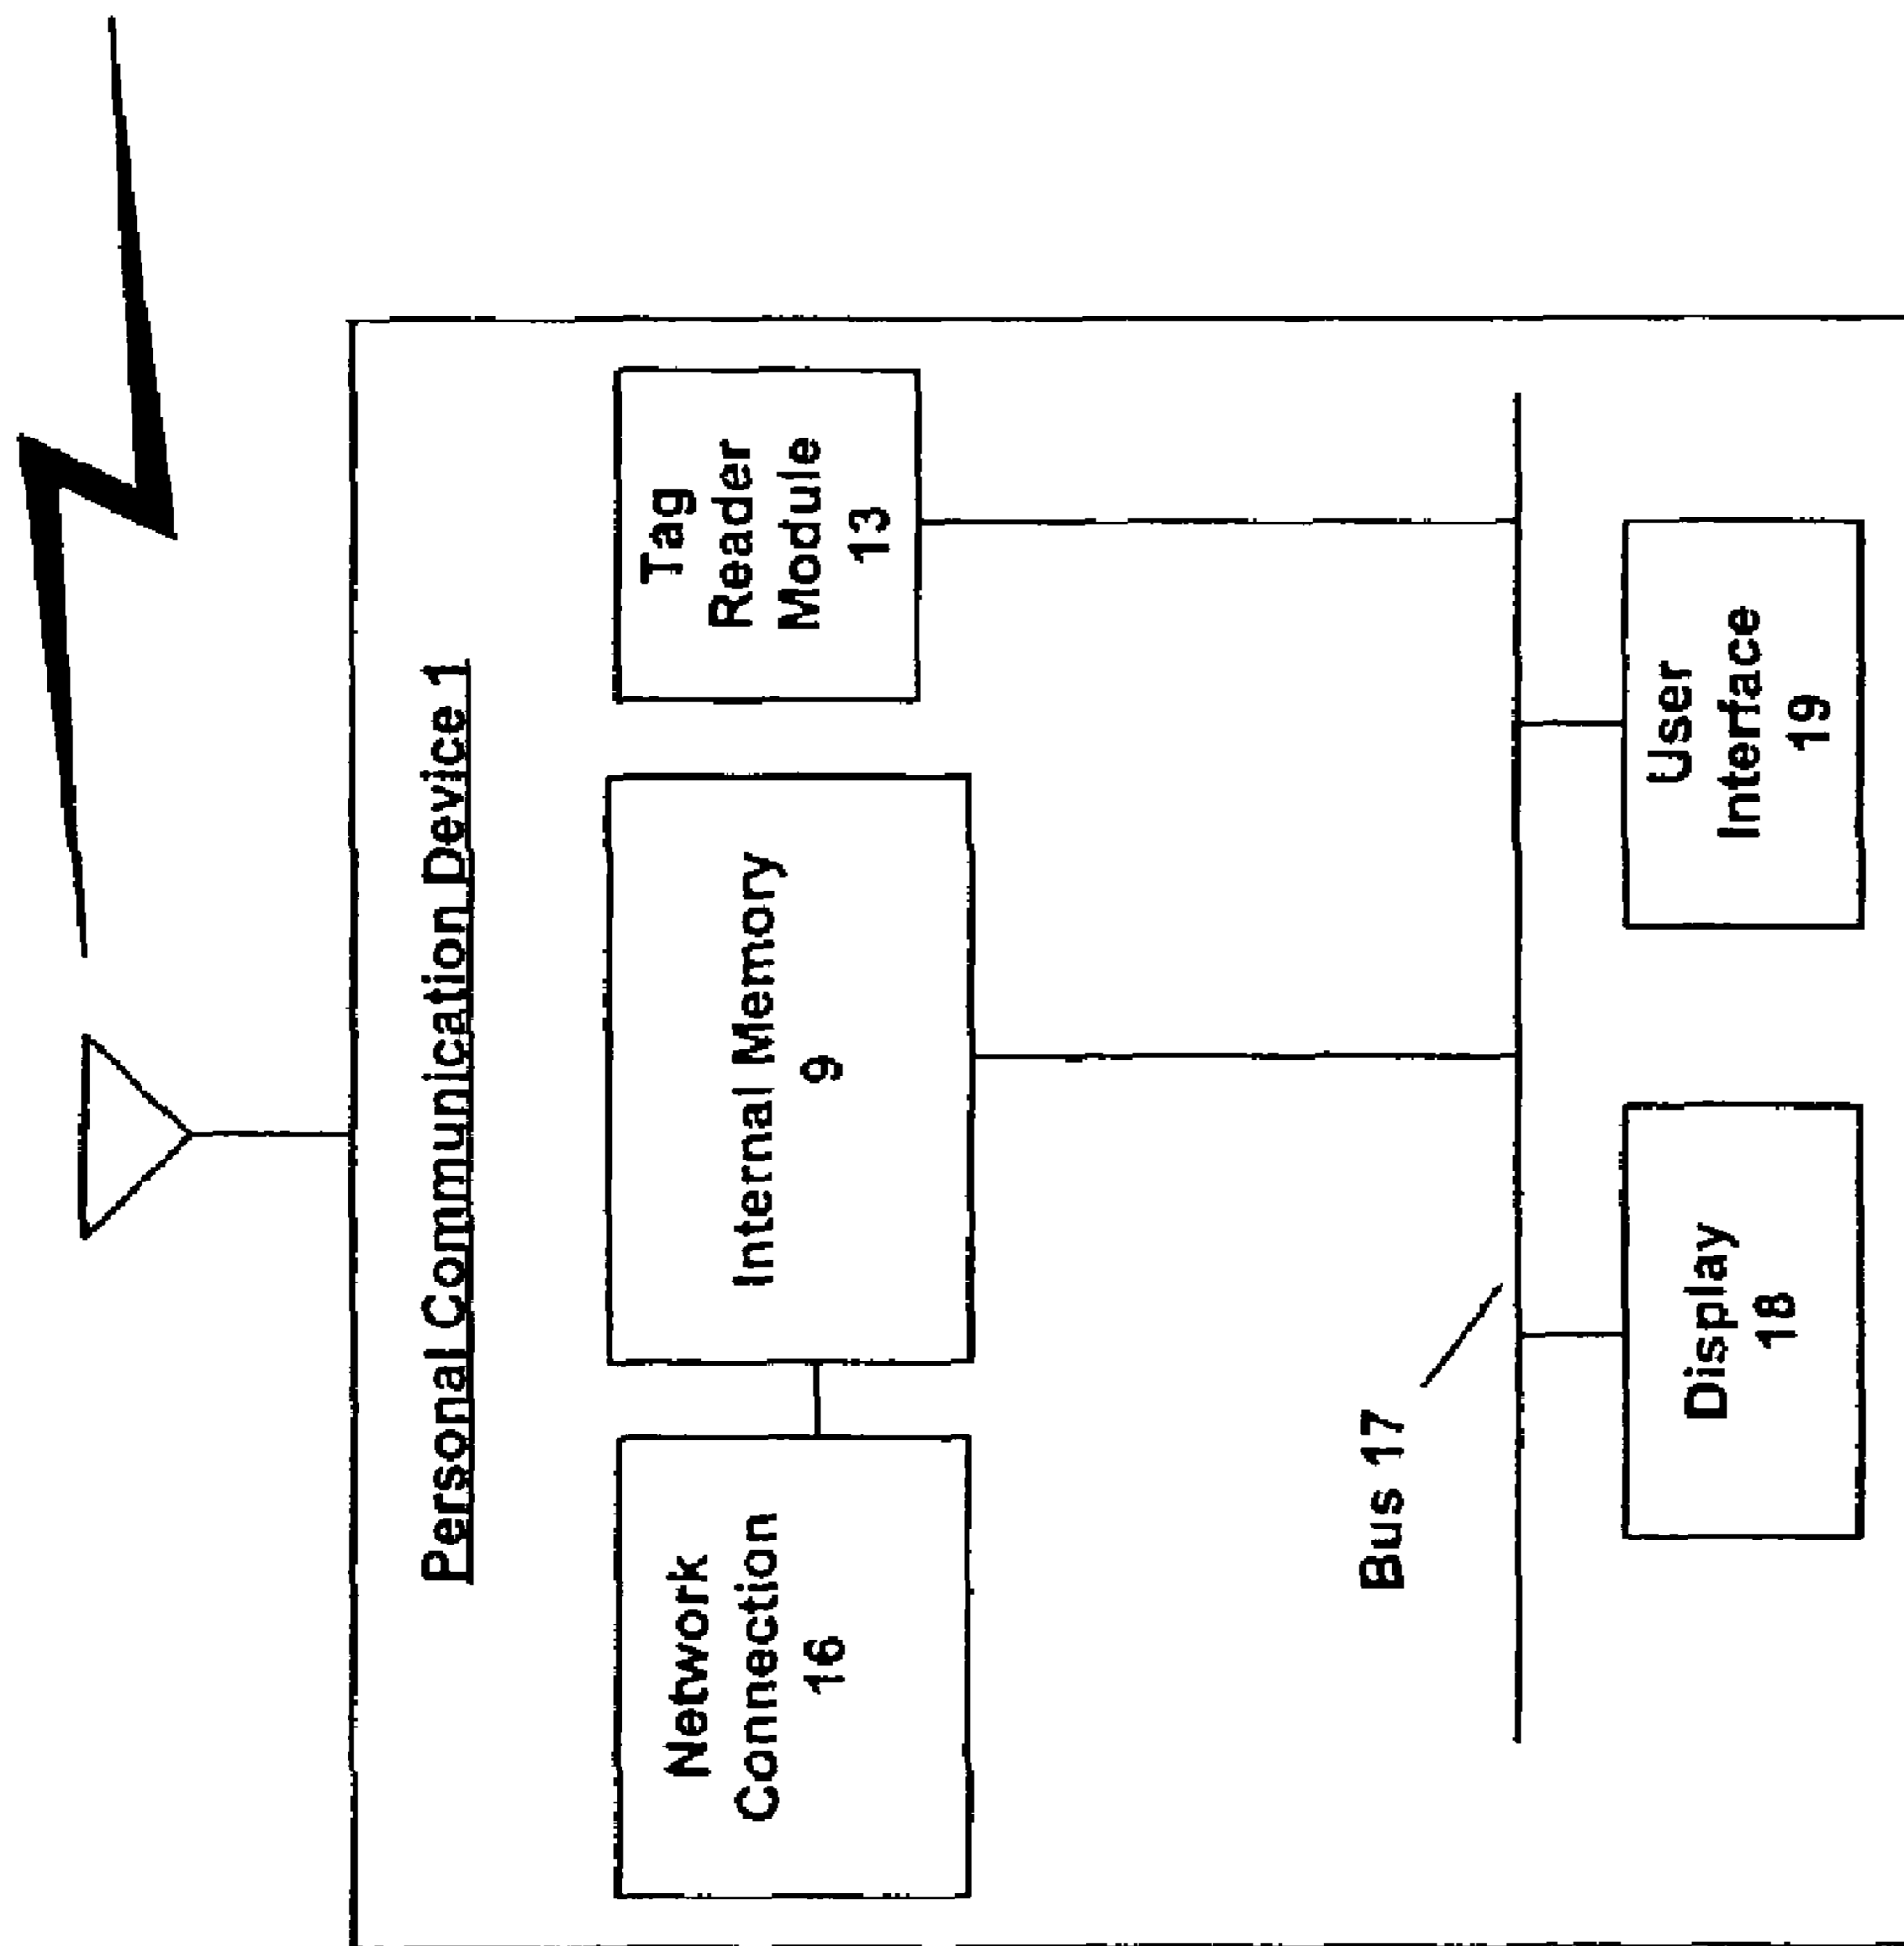 Personal Communication Device 1
Network
Connection
16
Internal Memory
9
Tag
Reader
Module
13
Bus 17
Display
18
User
Interface
19